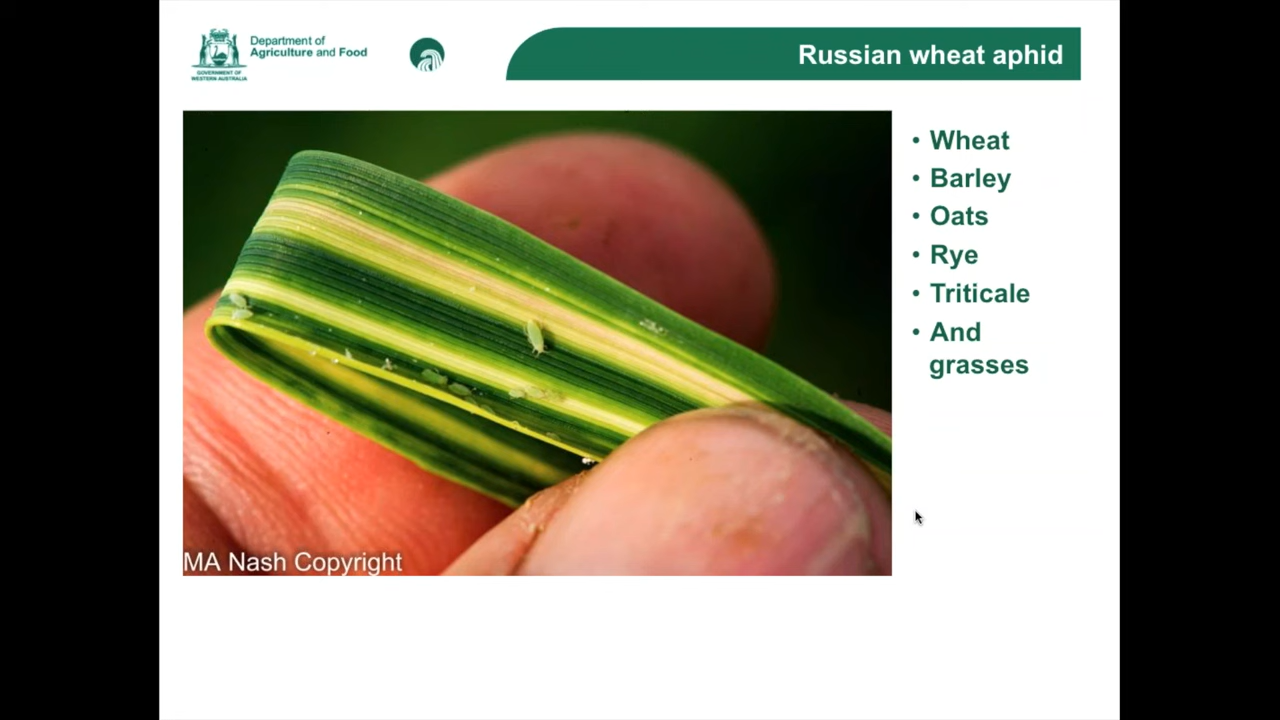 Department of
Agriculture and Food
GOVERNMENT OF
WESTERN AUSTRALIA
Russian wheat aphid
• Wheat
• Barley
• Oats
• Rye
• Triticale
• And
grasses
MA Nash Copyright